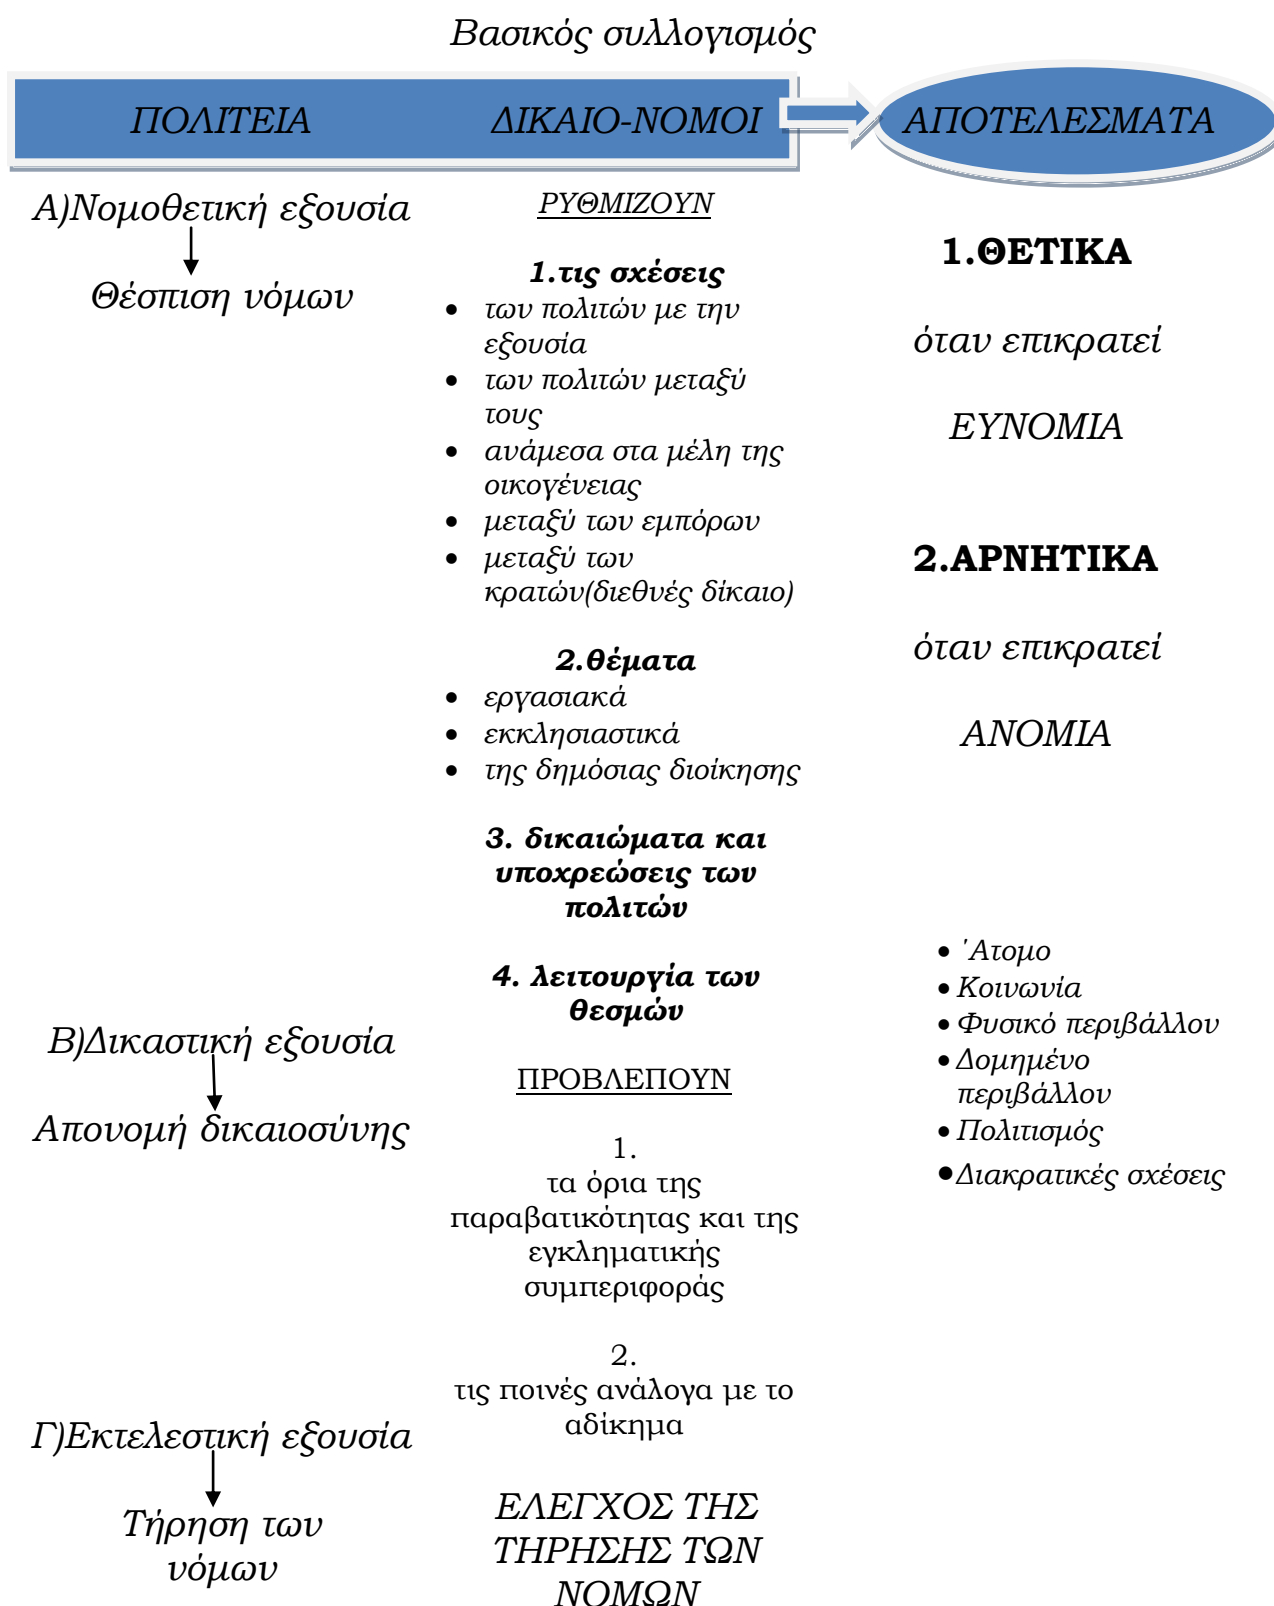 Βασικός συλλογισμός
ΠΟΛΙΤΕΙΑ
ΔΙΚΑΙΟ-ΝΟΜΟΙ
ΑΠΟΤΕΛΕΣΜΑΤΑ
Α)Νομοθετική εξουσία
Θέσπιση νόμων
Β)Δικαστική εξουσία
Απονομή δικαιοσύνης
Γ)Εκτελεστική εξουσία
Τήρηση των
νόμων
ΡΥΘΜΙΖΟΥΝ
1.τις σχέσεις
• των πολιτών με την
εξουσία
• των πολιτών μεταξύ
τους
• ανάμεσα στα μέλη της
οικογένειας
• μεταξύ των εμπόρων
• μεταξύ των
κρατών(διεθνές δίκαιο)
2.θέματα
• εργασιακά
• εκκλησιαστικά
• της δημόσιας διοίκησης
3. δικαιώματα και
υποχρεώσεις των
πολιτών
4. λειτουργία των
θεσμών
ΠΡΟΒΛΕΠΟΥΝ
1.
τα όρια της
παραβατικότητας και της
εγκληματικής
συμπεριφοράς
2.
τις ποινές ανάλογα με το
αδίκημα
ΕΛΕΓΧΟΣ ΤΗΣ
ΤΗΡΗΣΗΣ ΤΩΝ
ΝΟΜΩΝ
1.ΘΕΤΙΚΑ
όταν επικρατεί
ΕΥΝΟΜΙΑ
2.ΑΡΝΗΤΙΚΑ
όταν επικρατεί
ΑΝΟΜΙΑ
• 'Ατομο
• Κοινωνία
• Φυσικό περιβάλλον
• Δομημένο
περιβάλλον
• Πολιτισμός
• Διακρατικές σχέσεις